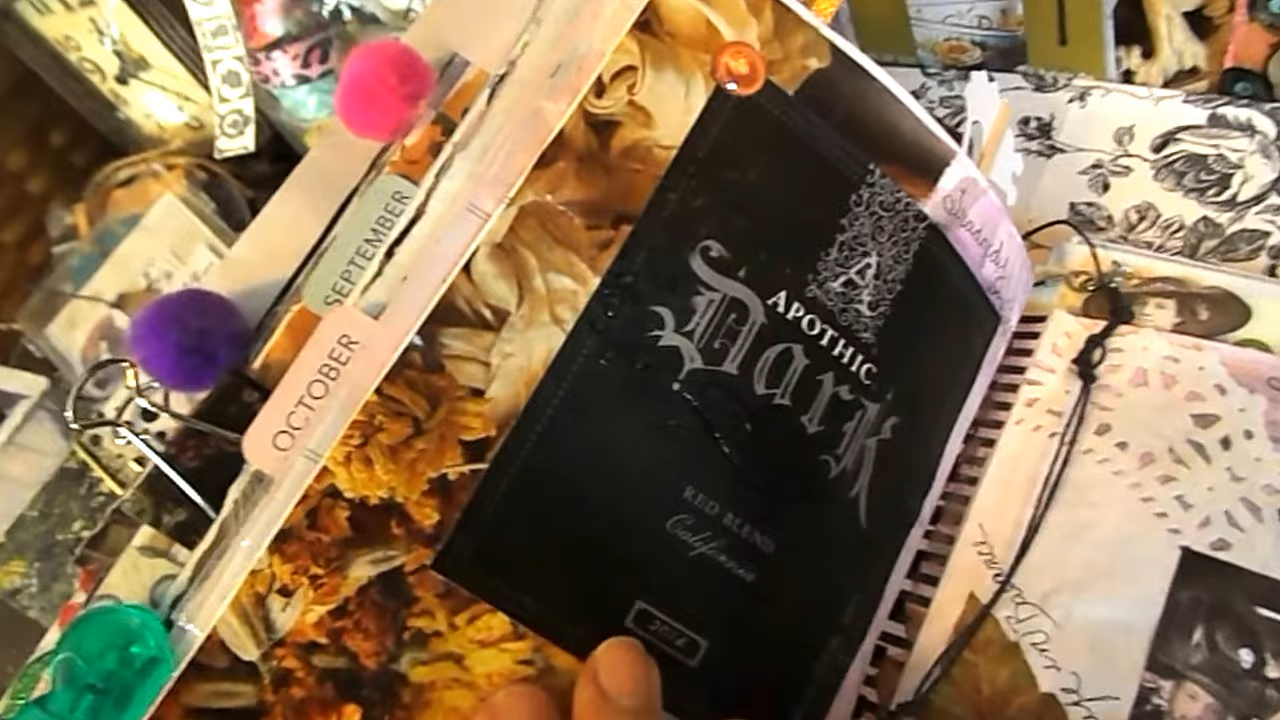 SEPTEMBER
OCTOBER
A
APOTHIC
Dark
RED BLEND
California